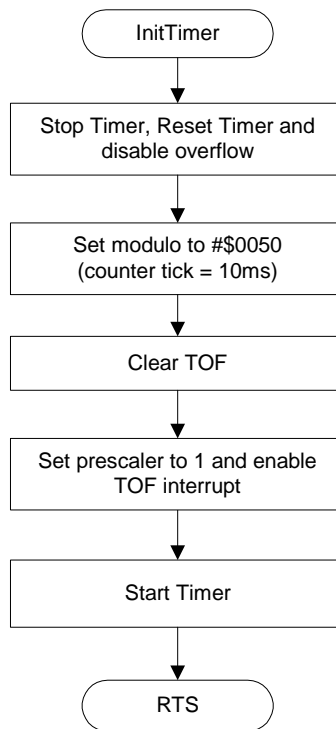 InitTimer
Stop Timer, Reset Timer and
disable overflow
Set modulo to #$0050
(counter tick = 10ms)
Clear TOF
Set prescaler to 1 and enable
TOF interrupt
Start Timer
RTS